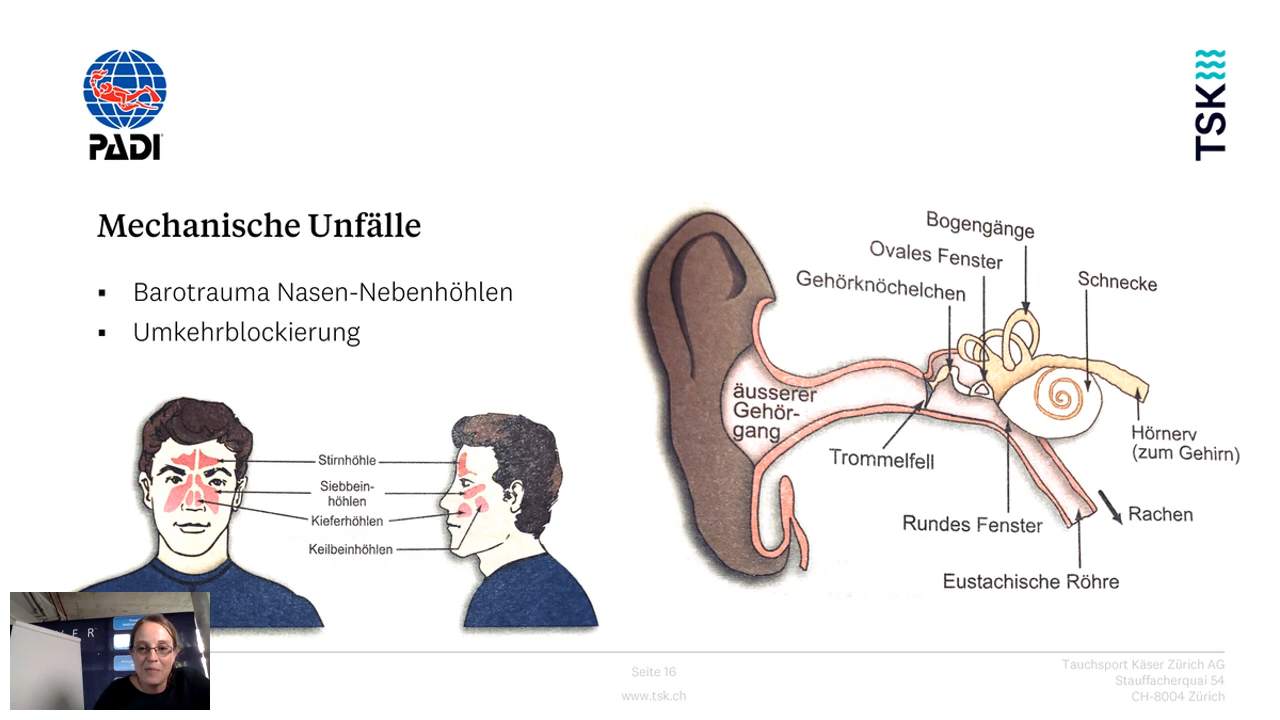 PADI
TSK
Mechanische Unfälle
▪ Barotrauma Nasen-Nebenhöhlen
▪ Umkehrblockierung
Stirnhöhle
Siebbein-
höhlen
Kieferhöhlen
Keilbeinhöhlen
Bogengänge
Ovales Fenster
Gehörknöchelchen
Schnecke
äusserer
Gehör-
gang
Trommelfell
Hörnerv
(zum Gehirn)
Rundes Fenster
Rachen
Eustachische Röhre
Seite 16
www.tsk.ch
Tauchsport Käser Zürich AG
Stauffacherquai 54
CH-8004 Zürich